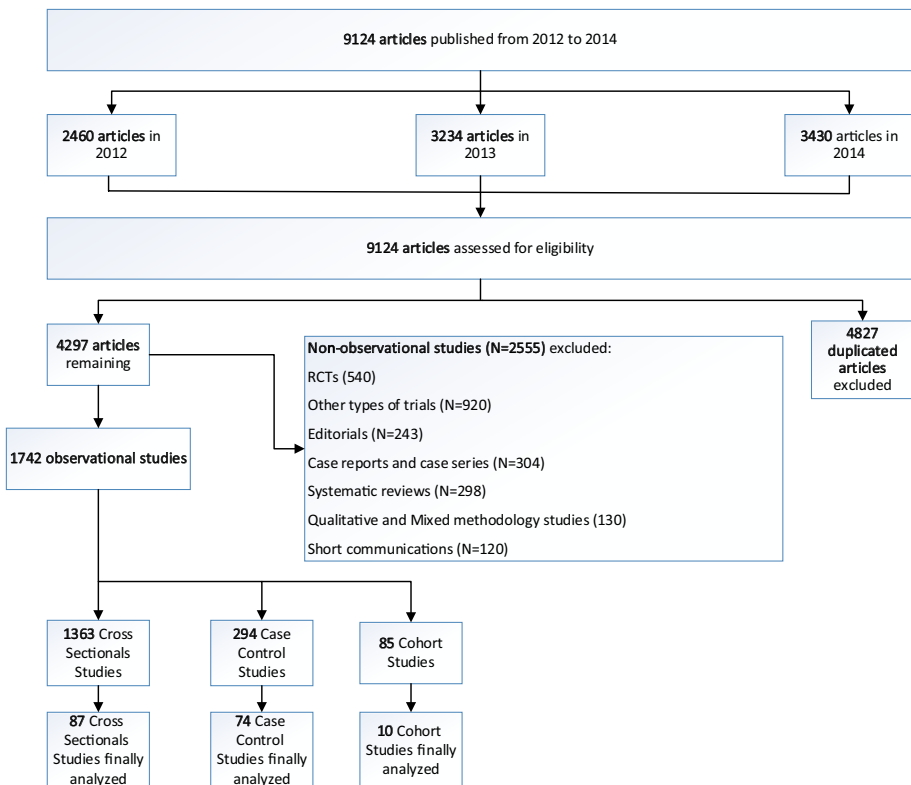 9124 articles published from 2012 to 2014
2460 articles in
2012
3234 articles in
2013
3430 articles in
2014
9124 articles assessed for eligibility
4297 articles
remaining
Non-observational studies (N=2555) excluded:
RCTs (540)
Other types of trials (N=920)
Editorials (N=243)
Case reports and case series (N=304)
Systematic reviews (N=298)
Qualitative and Mixed methodology studies (130)
Short communications (N=120)
4827
duplicated
articles
excluded
1742 observational studies
1363 Cross
Sectionals
Studies
294 Case
Control
Studies
85 Cohort
Studies
87 Cross
Sectionals
Studies finally
analyzed
74 Case
Control
Studies finally
analyzed
10 Cohort
Studies finally
analyzed